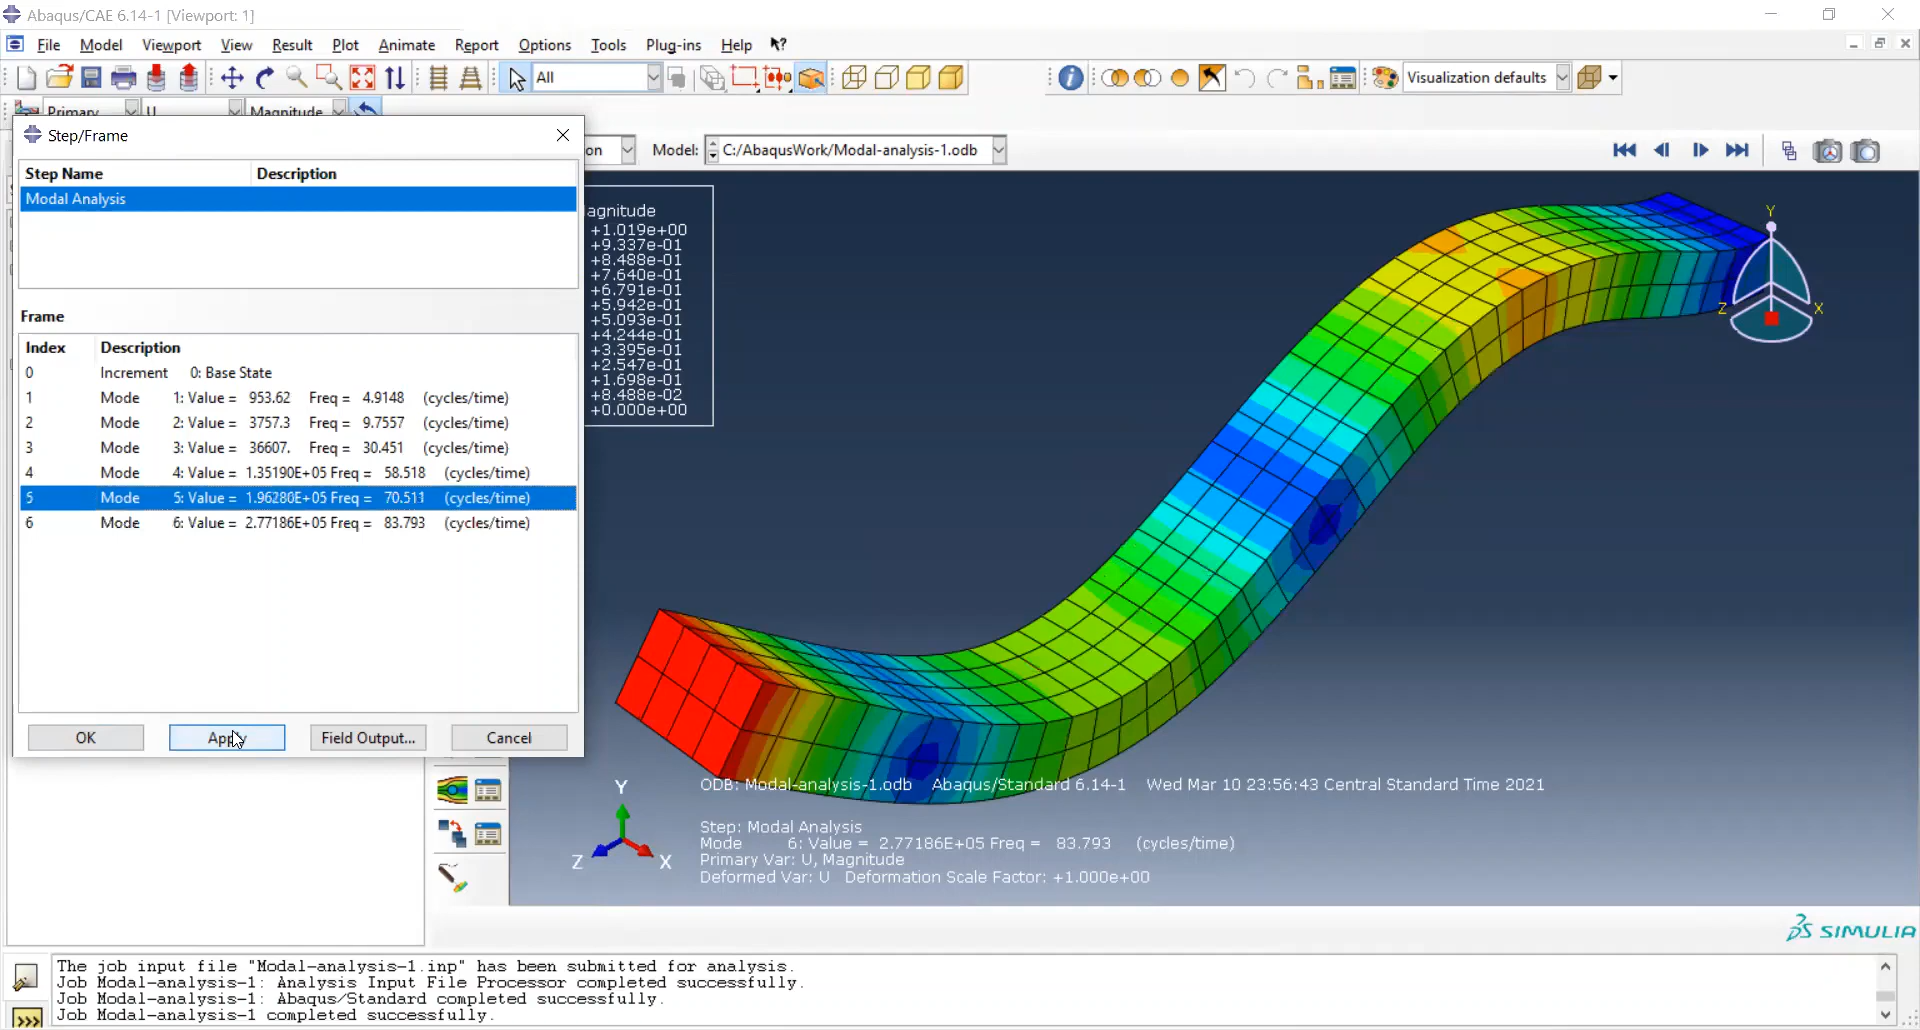 Abaqus/CAE 6.14-1 [Viewport: 1]
File Model Viewport View Result Plot Animate Report Options Tools Plug-ins Help
All
Visualization defaults
Primary U Magnitude
Step/Frame
on Model: C:/AbaqusWork/Modal-analysis-1.odb
Step Name Description
Modal Analysis
Frame
Index Description
0 Increment 0: Base State
1 Mode 1: Value = 953.62 Freq = 4.9148 (cycles/time)
2 Mode 2: Value = 3757.3 Freq = 9.7557 (cycles/time)
3 Mode 3: Value = 36607. Freq = 30.451 (cycles/time)
4 Mode 4: Value = 1.35190E+05 Freq = 58.518 (cycles/time)
5 Mode 5: Value = 1.96280E+05 Freq = 70.511 (cycles/time)
6 Mode 6: Value = 2.77186E+05 Freq = 83.793 (cycles/time)
OK Apply Field Output... Cancel
agnitude
+1.019e+00
+9.337e-01
+8.488e-01
+7.640e-01
+6.791e-01
+5.942e-01
+5.093e-01
+4.244e-01
+3.395e-01
+2.547e-01
+1.698e-01
+8.488e-02
+0.000e+00
Y
Z X
Y
Z X
ODB: Modal-analysis-1.odb Abaqus/Standard 6.14-1 Wed Mar 10 23:56:43 Central Standard Time 2021
Step: Modal Analysis
Mode 6: Value = 2.77186E+05 Freq = 83.793 (cycles/time)
Primary Var: U, Magnitude
Deformed Var: U Deformation Scale Factor: +1.000e+00
SIMULIA
The job input file "Modal-analysis-1.inp" has been submitted for analysis.
Job Modal-analysis-1: Analysis Input File Processor completed successfully.
Job Modal-analysis-1: Abaqus/Standard completed successfully.
Job Modal-analysis-1 completed successfully.